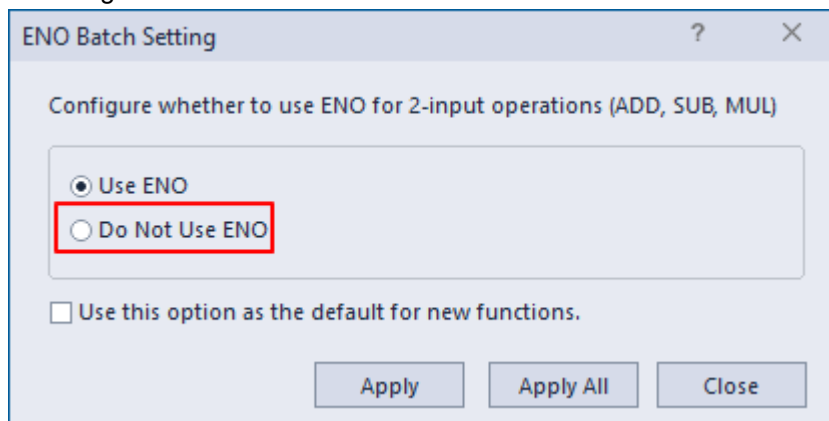 ENO Batch Setting ?
Configure whether to use ENO for 2-input operations (ADD, SUB, MUL)
Use ENO
Do Not Use ENO
Use this option as the default for new functions.
Apply Apply All Close